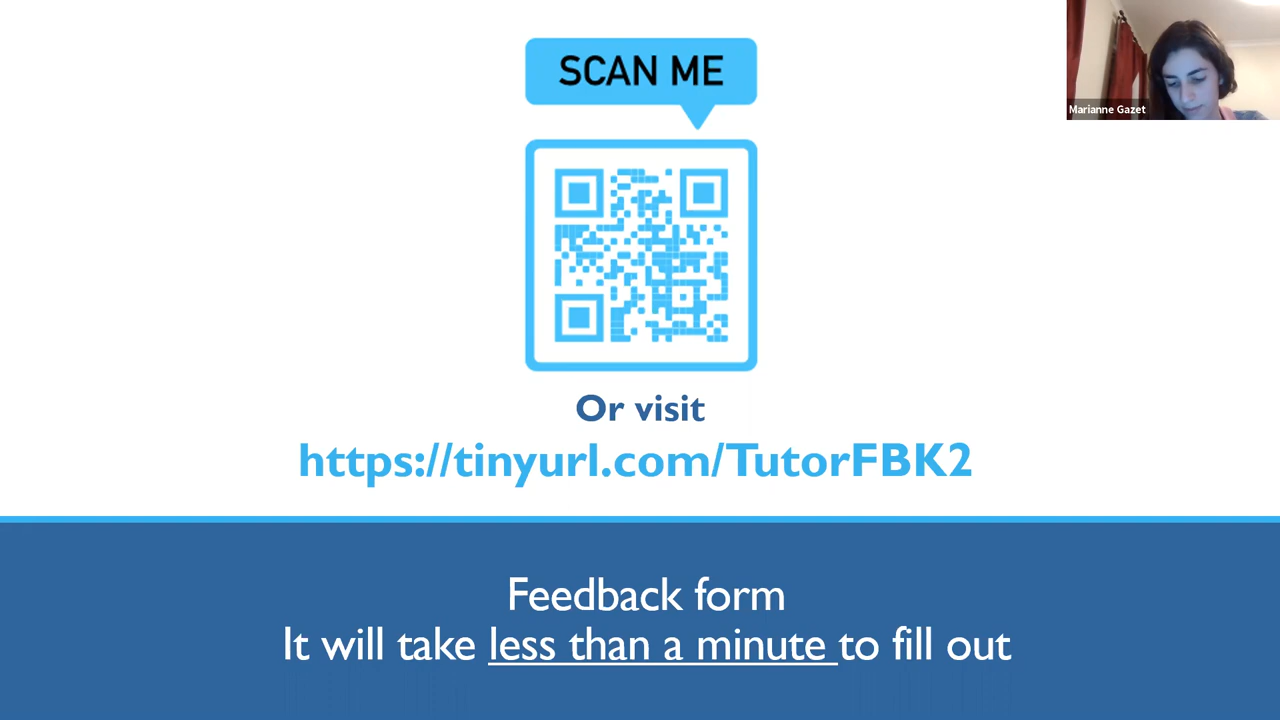 SCAN ME
Marianne Gazet
Or visit
https://tinyurl.com/TutorFBK2
Feedback form
It will take less than a minute to fill out